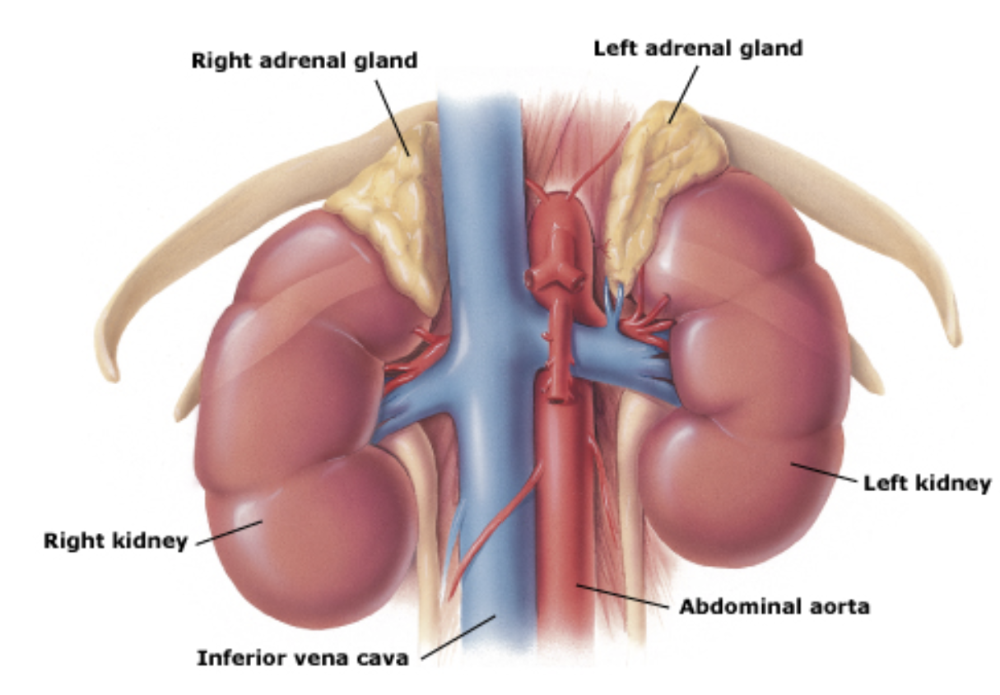 Left adrenal gland
Right adrenal gland
Left kidney
Right kidney
Abdominal aorta
Inferior vena cava